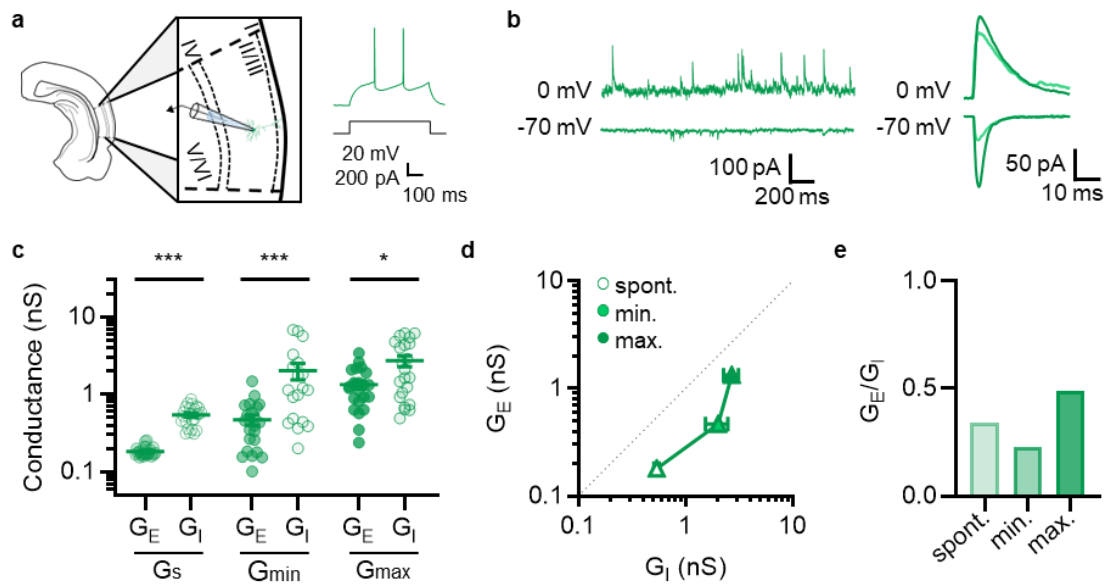 a
IV
V/VI
I
II/III
20 mV
200 pA
100 ms
b
0 mV
-70 mV
100 pA
200 ms
0 mV
-70 mV
50 pA
10 ms
c
*** *** *
Conductance (nS)
10
1
0.1
GE GI GE GI GE GI
Gs Gmin Gmax
d
GE (nS)
10
1
0.1
spont.
min.
max.
0.1 1 10
GI (nS)
e
GE/GI
1.0
0.5
0.0
spont. min. max.